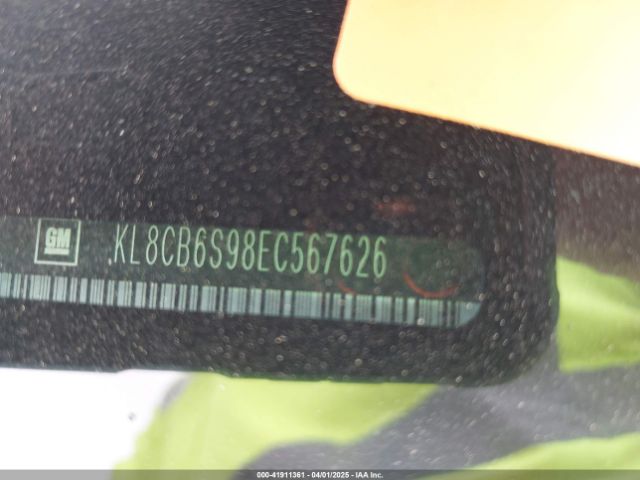 GM KL8CB6S98EC567626
000-41911361 - 04/01/2025 - IAA Inc.